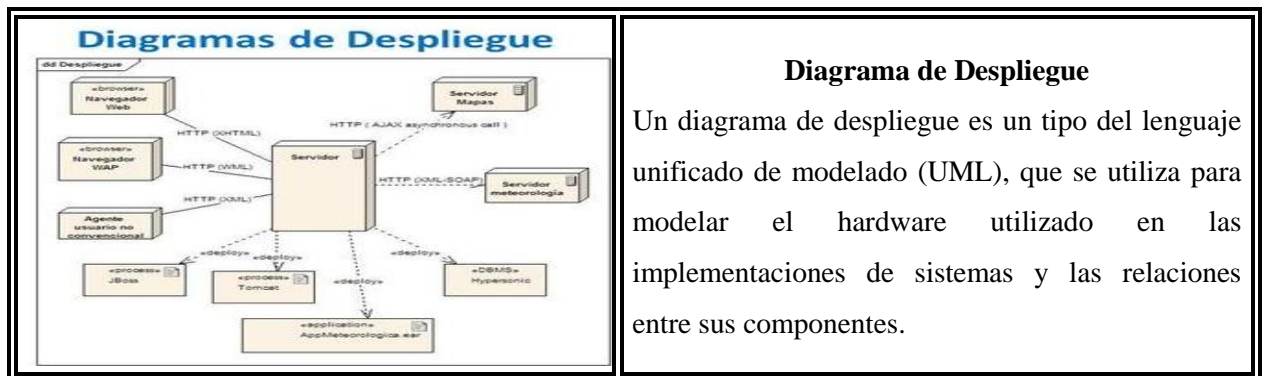 Diagramas de Despliegue
dd Despliegue
«browser»
Navegador
Web
HTTP (XHTML)
Servidor
Mapas
HTTP ( AJAX asynchronous call )
«browser»
Navegador
WAP
HTTP (WML)
Servidor
HTTP (XML-SOAP)
Servidor
meteorología
HTTP (XML)
Agente
usuario no
convencional
«deploy»
«deploy»
«deploy»
«deploy»
«process»
JBoss
«process»
Tomcat
«DBMS»
Hypersonic
«application»
AppMeteorologica.ear
Diagrama de Despliegue
Un diagrama de despliegue es un tipo del lenguaje
unificado de modelado (UML), que se utiliza para
modelar el hardware utilizado en las
implementaciones de sistemas y las relaciones
entre sus componentes.